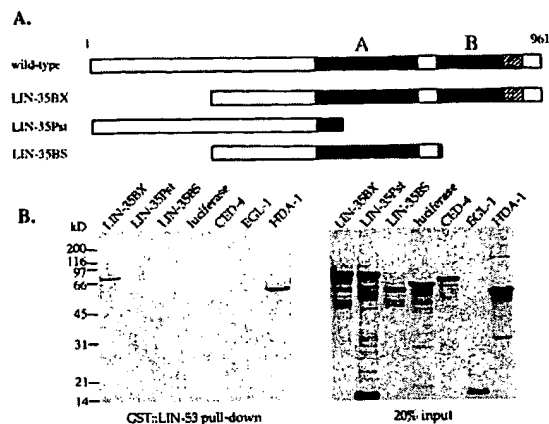 A.
1 961
A B
wild-type
LIN-35BX
LIN-35Pst
LIN-35BS
B.
kD LIN-35BX LIN-35Pst LIN-35BS luciferase CED-4 EGL-1 HDA-1
LIN-35BX LIN-35Pst LIN-35BS luciferase CED-4 EGL-1 HDA-1
200
116
97
66
45
31
21
14
GST::LIN-53 pull-down 20% input